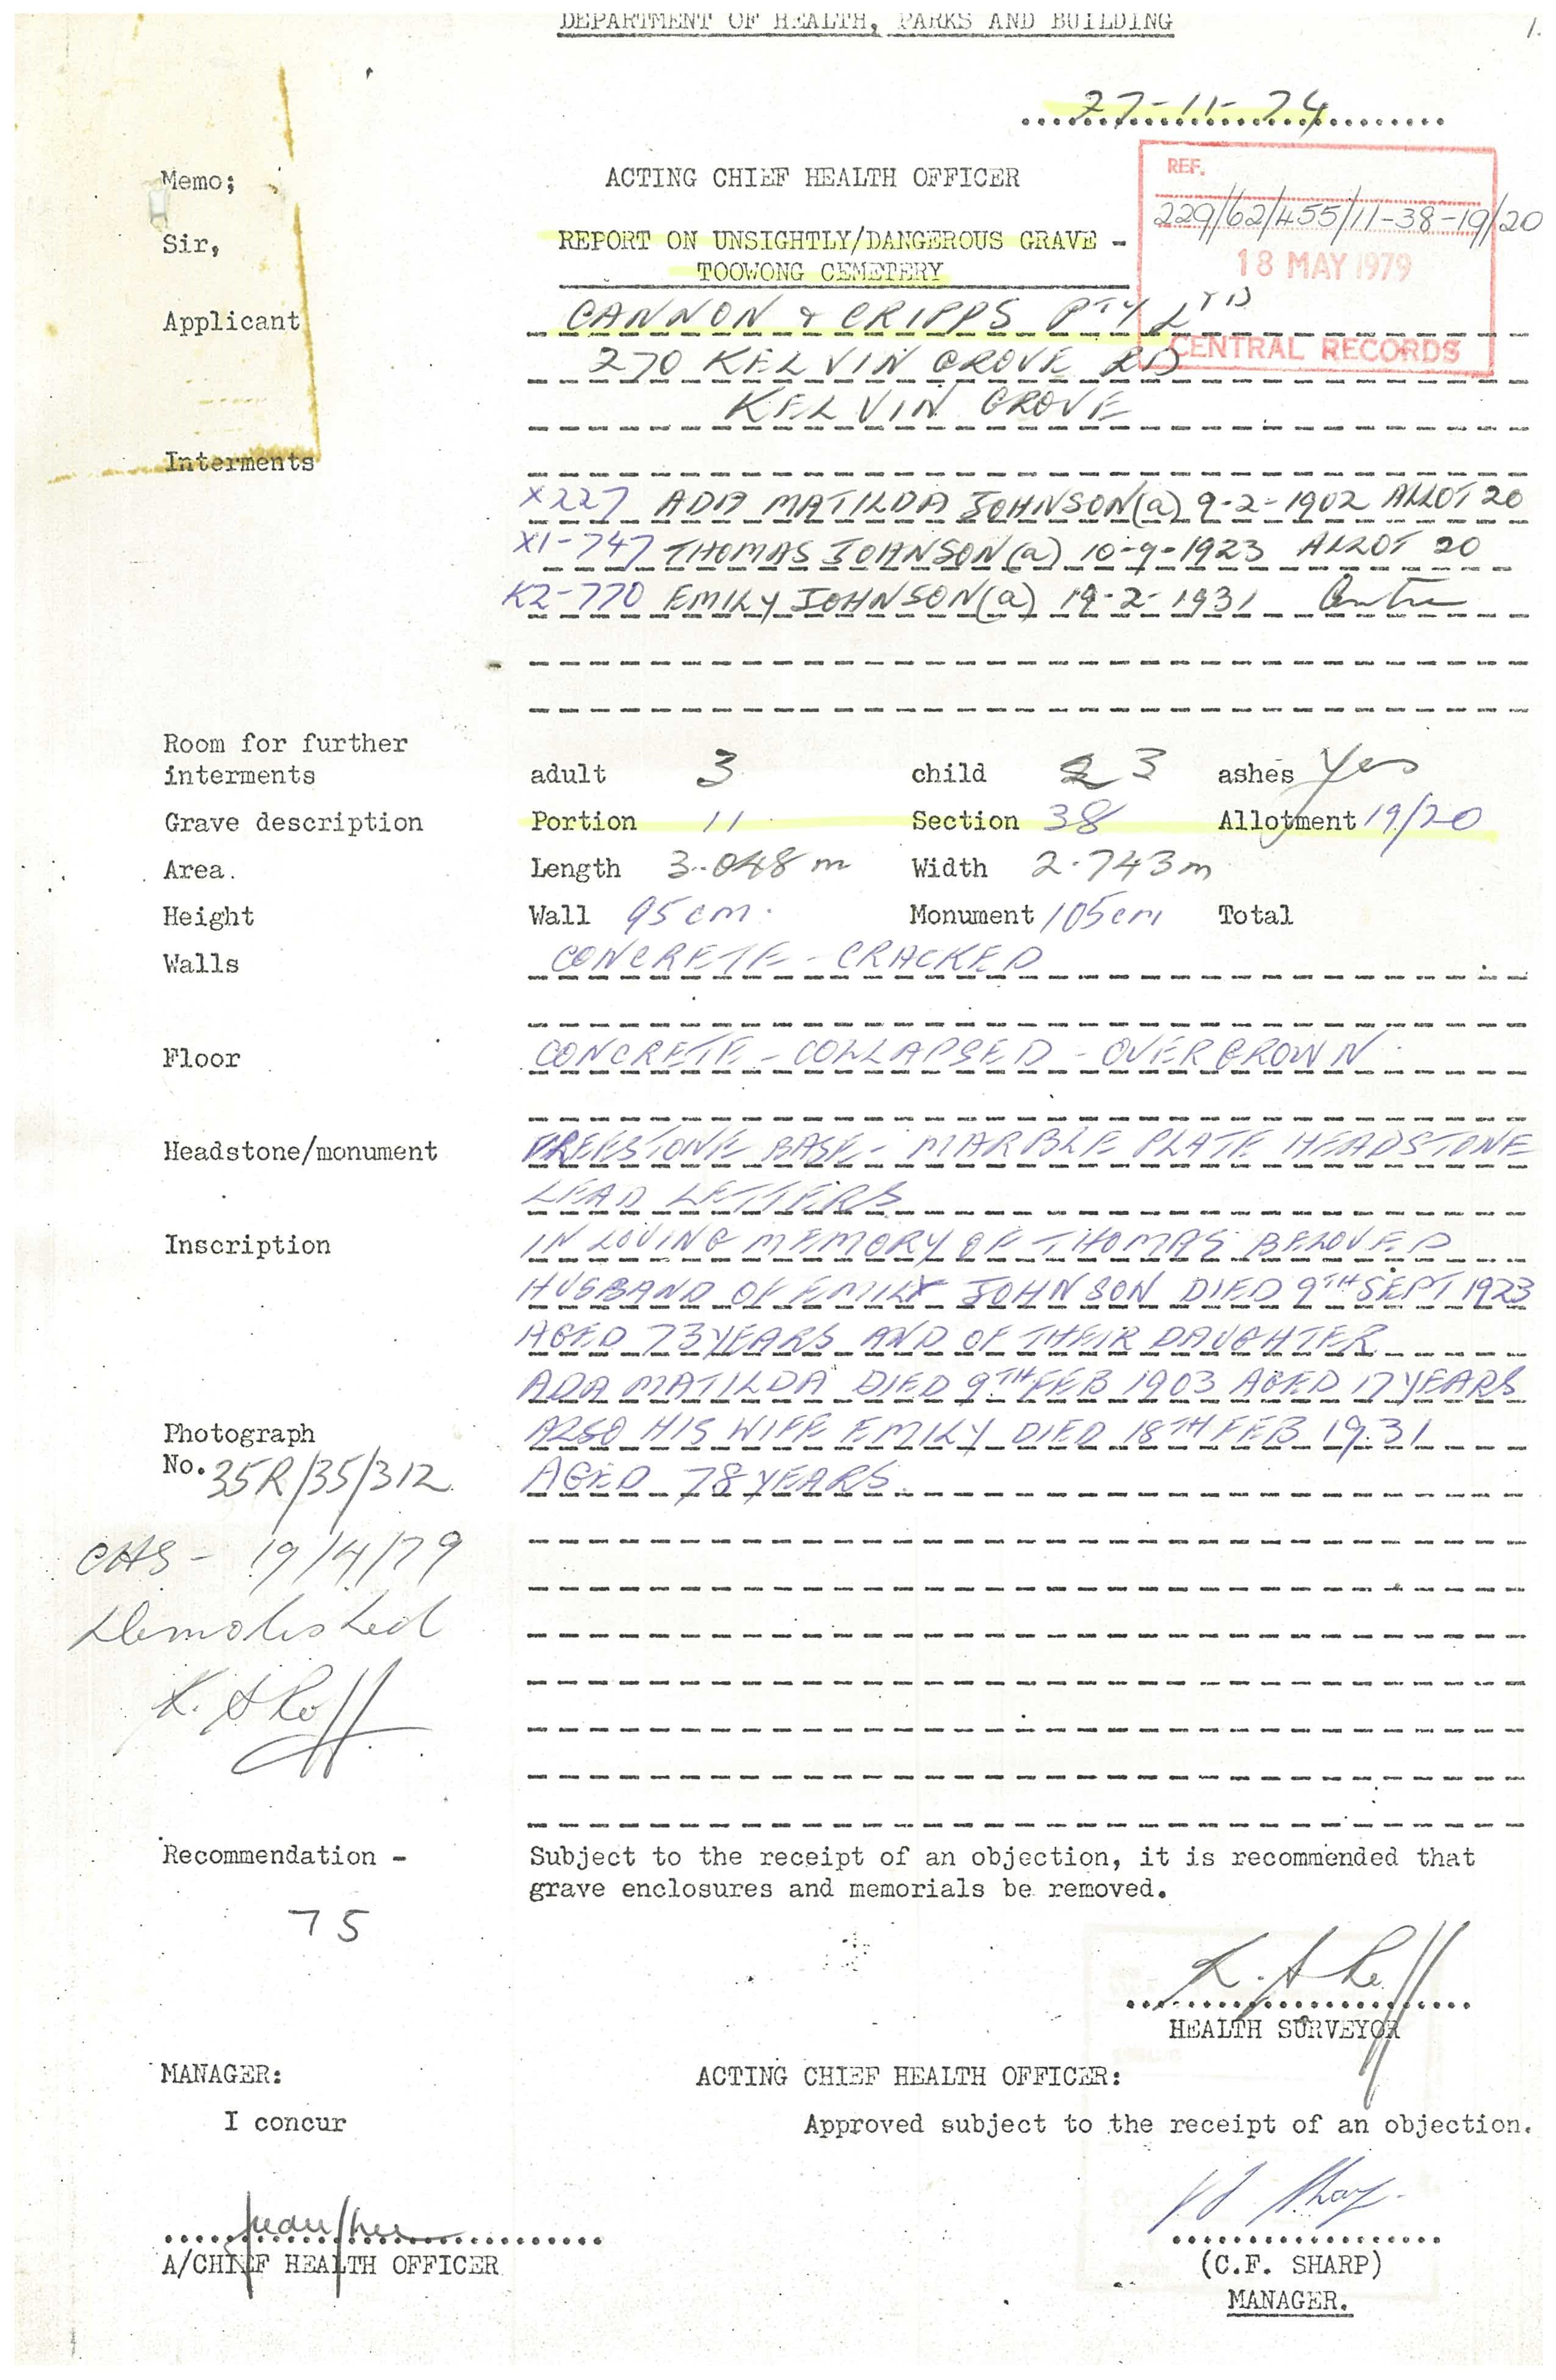 DEPARTMENT OF HEALTH, PARKS AND BUILDING
1.
27-11-74
Memo;
ACTING CHIEF HEALTH OFFICER
REF.
229/62/455/11-38-19/20
Sir,
REPORT ON UNSIGHTLY/DANGEROUS GRAVE -
TOOWONG CEMETERY
18 MAY 1979
Applicant
CANNON & CRIPPS PTY LTD
CENTRAL RECORDS
270 KELVIN GROVE RD
KELVIN GROVE
Interments
X227 ADA MATILDA JOHNSON (a) 9-2-1902 ALLOT 20
X1-747 THOMAS JOHNSON (a) 10-9-1923 ALLOT 20
K2-770 EMILY JOHNSON (a) 19-2-1931 Centre
Room for further
interments adult 3 child 3 ashes Yes
Grave description Portion 11 Section 38 Allotment 19/20
Area. Length 3.048m Width 2.743m
Height Wall 95cm. Monument 105cm Total
Walls CONCRETE - CRACKED
Floor CONCRETE - COLLAPSED - OVERGROWN
Headstone/monument FREESTONE BASE - MARBLE PLATE HEADSTONE
LEAD LETTERS
Inscription IN LOVING MEMORY OF THOMAS BELOVED
HUSBAND OF EMILY JOHNSON DIED 9TH SEPT 1923
AGED 73 YEARS AND OF THEIR DAUGHTER
ADA MATILDA DIED 9TH FEB 1903 AGED 17 YEARS
Photograph ALSO HIS WIFE EMILY DIED 18TH FEB 1931
No. 35R/35/312 AGED 78 YEARS
CHS - 19/4/79
Demolished
Recommendation - Subject to the receipt of an objection, it is recommended that
grave enclosures and memorials be removed.
75
HEALTH SURVEYOR
MANAGER: ACTING CHIEF HEALTH OFFICER:
I concur Approved subject to the receipt of an objection.
A/CHIEF HEALTH OFFICER
(C.F. SHARP)
MANAGER.